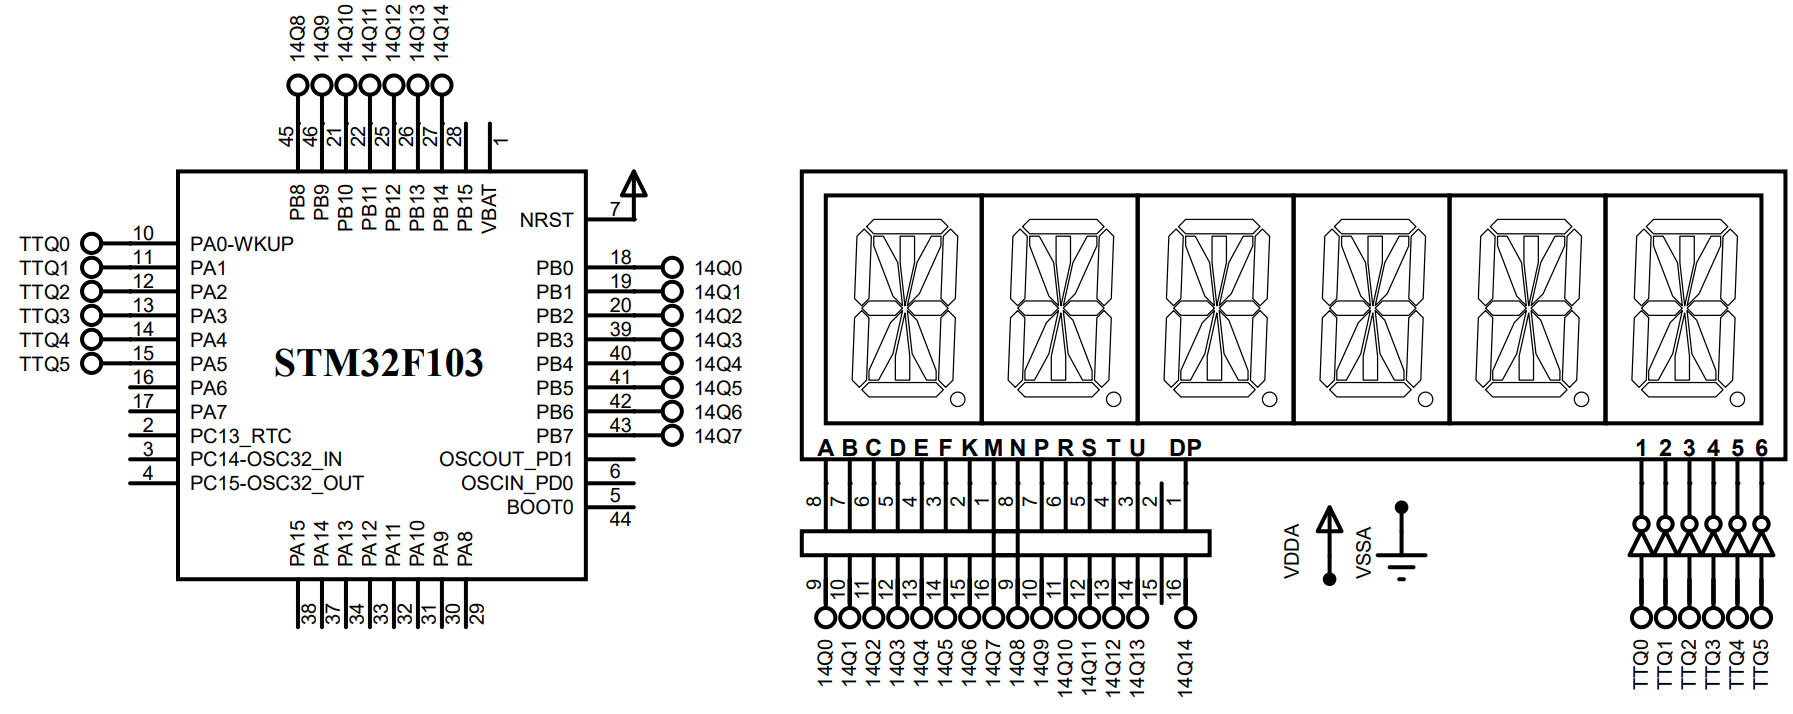 14Q8 14Q9 14Q10 14Q11 14Q12 14Q13 14Q14
45 46 21 22 25 26 27 28 1
PB8 PB9 PB10 PB11 PB12 PB13 PB14 PB15 VBAT
NRST 7
TTQ0 10 PA0-WKUP
TTQ1 11 PA1
TTQ2 12 PA2
TTQ3 13 PA3
TTQ4 14 PA4
TTQ5 15 PA5
16 PA6
17 PA7
2 PC13_RTC
3 PC14-OSC32_IN
4 PC15-OSC32_OUT
STM32F103
PB0 18 14Q0
PB1 19 14Q1
PB2 20 14Q2
PB3 39 14Q3
PB4 40 14Q4
PB5 41 14Q5
PB6 42 14Q6
PB7 43 14Q7
OSCOUT_PD1 6
OSCIN_PD0 5
BOOT0 44
PA15 PA14 PA13 PA12 PA11 PA10 PA9 PA8
38 37 34 33 32 31 30 29
A B C D E F K M N P R S T U DP
1 2 3 4 5 6
8 7 6 5 4 3 2 1 8 7 6 5 4 3 2 1
9 10 11 12 13 14 15 16 9 10 11 12 13 14 15 16
14Q0 14Q1 14Q2 14Q3 14Q4 14Q5 14Q6 14Q7 14Q8 14Q9 14Q10 14Q11 14Q12 14Q13 14Q14
VDDA VSSA
TTQ0 TTQ1 TTQ2 TTQ3 TTQ4 TTQ5